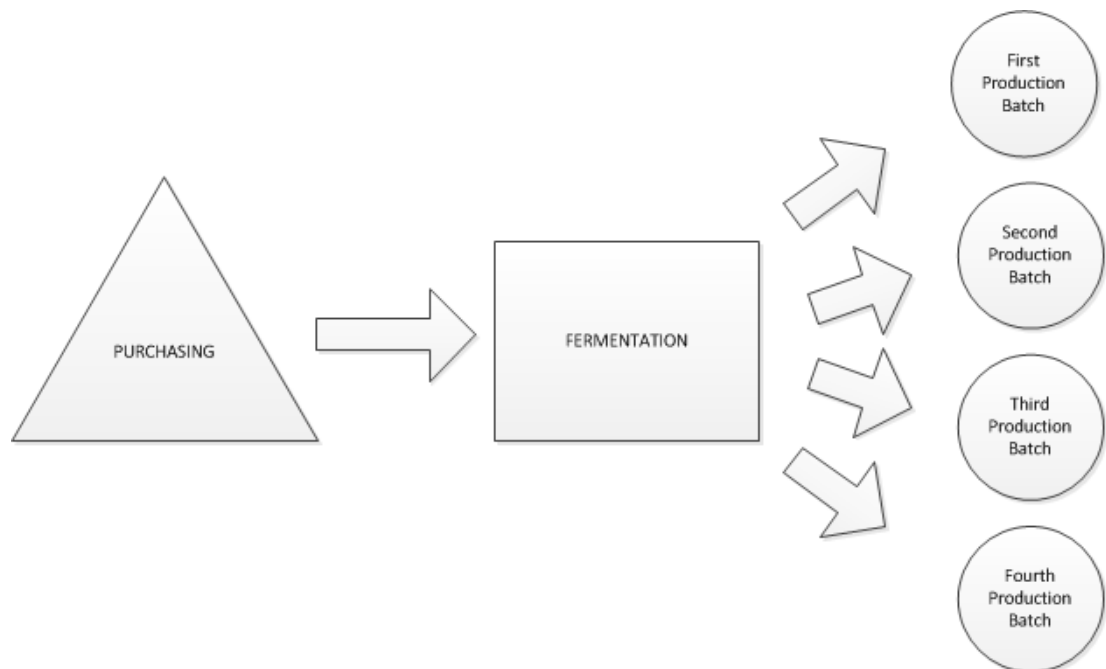 PURCHASING
FERMENTATION
First
Production
Batch
Second
Production
Batch
Third
Production
Batch
Fourth
Production
Batch